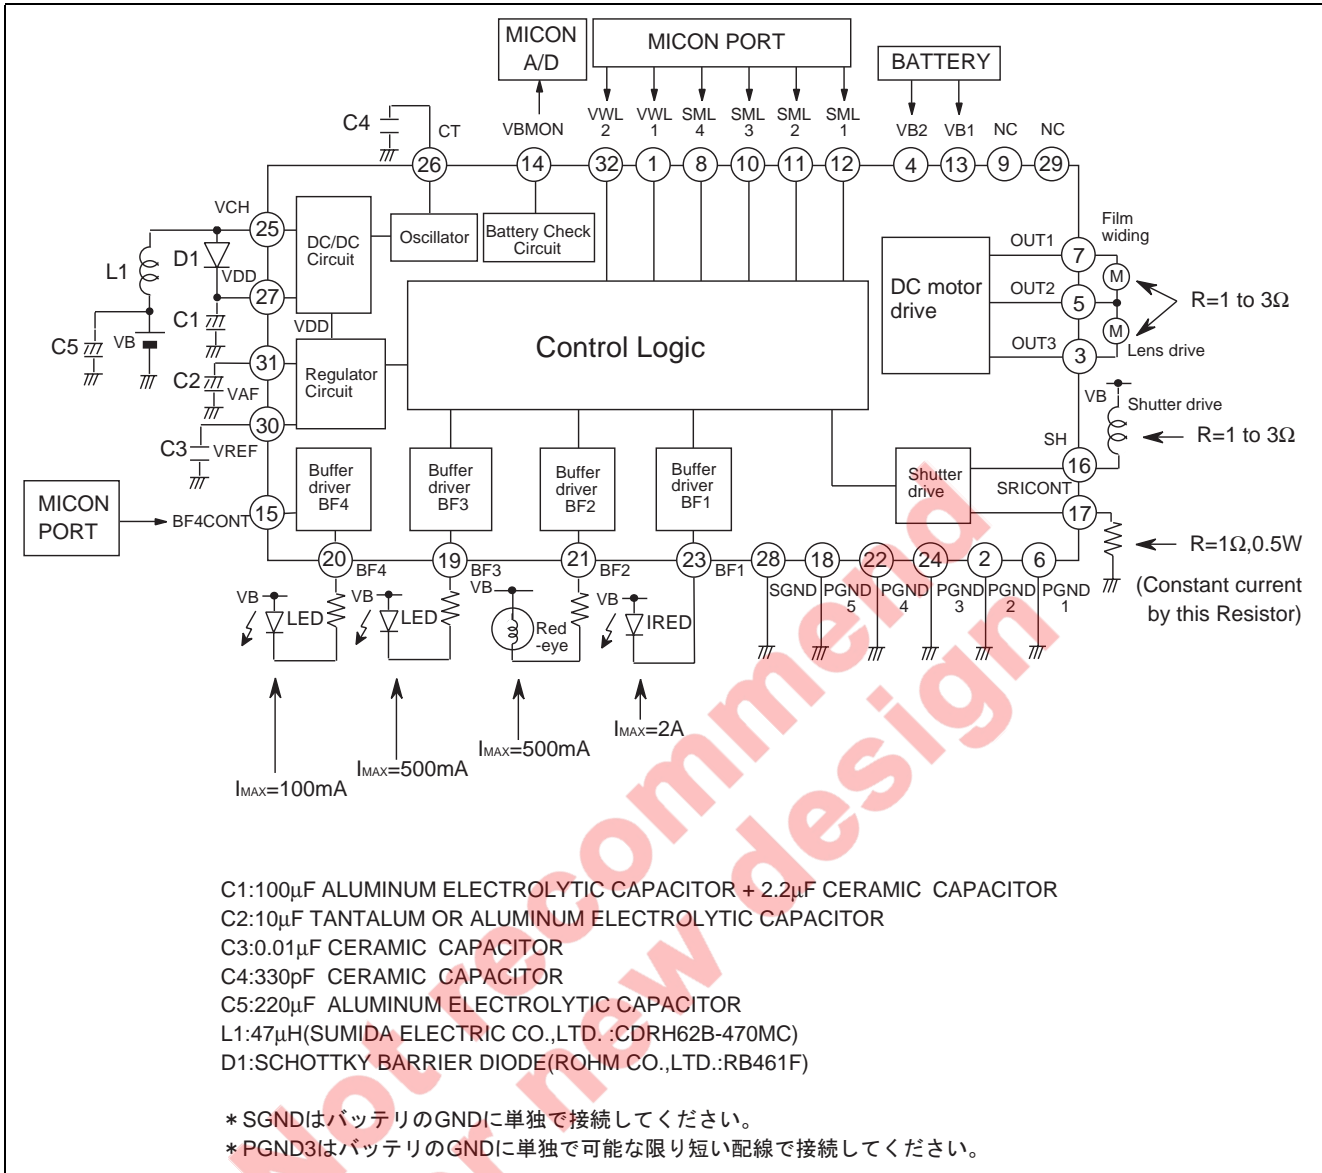 MICON
A/D
MICON PORT
BATTERY
C4
CT
VBMON
VWL
2
VWL
1
SML
4
SML
3
SML
2
SML
1
VB2
VB1
NC
NC
26
14
32
1
8
10
11
12
4
13
9
29
VCH
25
DC/DC
Circuit
Oscillator
Battery Check
Circuit
L1
D1
VDD
27
C1
C5
VB
VDD
31
C2
VAF
Regulator
Circuit
30
C3
VREF
Control Logic
DC motor
drive
OUT1
7
Film
widing
M
OUT2
5
R=1 to 3Ω
M
OUT3
3
Lens drive
VB
Shutter drive
SH
R=1 to 3Ω
16
SRICONT
17
Shutter
drive
R=1Ω,0.5W
(Constant current
by this Resistor)
MICON
PORT
BF4CONT
15
Buffer
driver
BF4
Buffer
driver
BF3
Buffer
driver
BF2
Buffer
driver
BF1
20
BF4
19
BF3
21
BF2
23
BF1
28
18
22
24
2
6
SGND
PGND
5
PGND
4
PGND
3
PGND
2
PGND
1
VB
LED
VB
LED
VB
Red
-eye
VB
IRED
IMAX=100mA
IMAX=500mA
IMAX=500mA
IMAX=2A
C1:100μF ALUMINUM ELECTROLYTIC CAPACITOR + 2.2μF CERAMIC CAPACITOR
C2:10μF TANTALUM OR ALUMINUM ELECTROLYTIC CAPACITOR
C3:0.01μF CERAMIC CAPACITOR
C4:330pF CERAMIC CAPACITOR
C5:220μF ALUMINUM ELECTROLYTIC CAPACITOR
L1:47μH(SUMIDA ELECTRIC CO.,LTD. :CDRH62B-470MC)
D1:SCHOTTKY BARRIER DIODE(ROHM CO.,LTD.:RB461F)
＊SGNDはバッテリのGNDに単独で接続してください。
＊PGND3はバッテリのGNDに単独で可能な限り短い配線で接続してください。
Not recommend
for new design